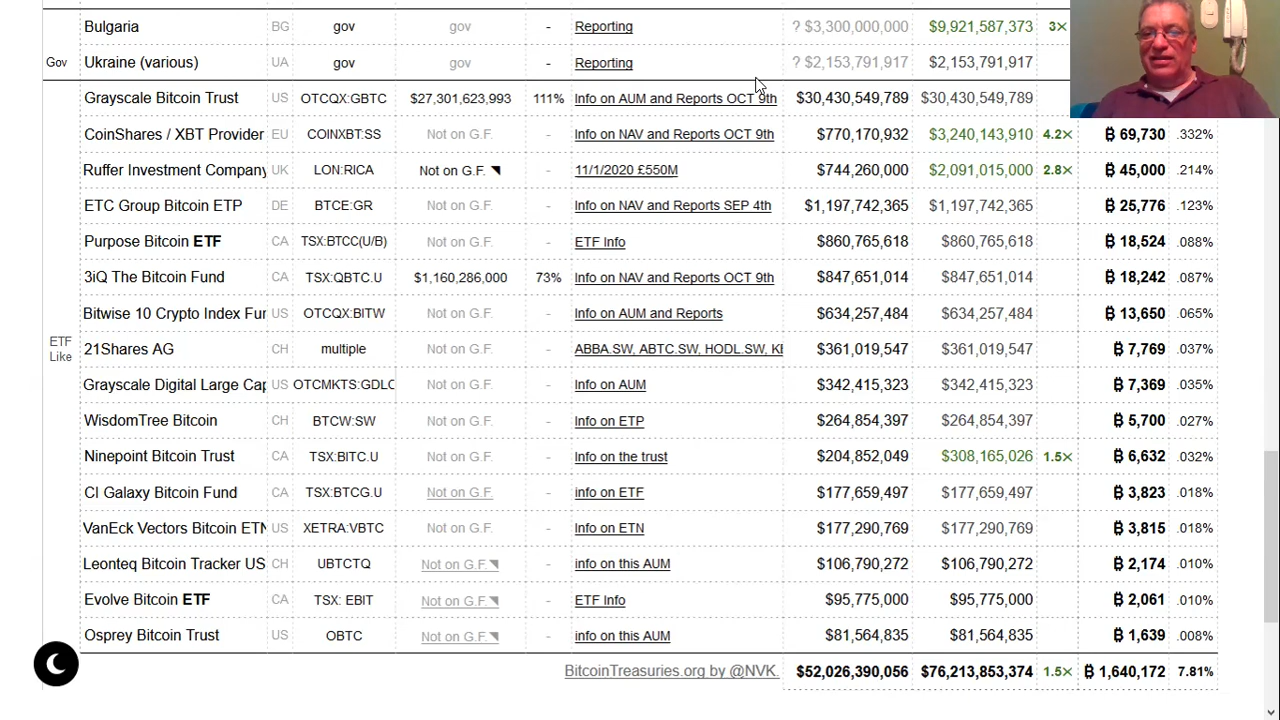 Bulgaria BG gov gov - Reporting ? $3,300,000,000 $9,921,587,373 3×
Gov Ukraine (various) UA gov gov - Reporting ? $2,153,791,917 $2,153,791,917
Grayscale Bitcoin Trust US OTCQX:GBTC $27,301,623,993 111% Info on AUM and Reports OCT 9th $30,430,549,789 $30,430,549,789
CoinShares / XBT Provider EU COINXBT:SS Not on G.F. - Info on NAV and Reports OCT 9th $770,170,932 $3,240,143,910 4.2× ₿ 69,730 .332%
Ruffer Investment Company UK LON:RICA Not on G.F. ◥ - 11/1/2020 £550M $744,260,000 $2,091,015,000 2.8× ₿ 45,000 .214%
ETC Group Bitcoin ETP DE BTCE:GR Not on G.F. - Info on NAV and Reports SEP 4th $1,197,742,365 $1,197,742,365 ₿ 25,776 .123%
Purpose Bitcoin ETF CA TSX:BTCC(U/B) Not on G.F. - ETF Info $860,765,618 $860,765,618 ₿ 18,524 .088%
3iQ The Bitcoin Fund CA TSX:QBTC.U $1,160,286,000 73% Info on NAV and Reports OCT 9th $847,651,014 $847,651,014 ₿ 18,242 .087%
Bitwise 10 Crypto Index Fur US OTCQX:BITW Not on G.F. - Info on AUM and Reports $634,257,484 $634,257,484 ₿ 13,650 .065%
ETF Like 21Shares AG CH multiple Not on G.F. - ABBA.SW, ABTC.SW, HODL.SW, KI $361,019,547 $361,019,547 ₿ 7,769 .037%
Grayscale Digital Large Cap US OTCMKTS:GDLC Not on G.F. - Info on AUM $342,415,323 $342,415,323 ₿ 7,369 .035%
WisdomTree Bitcoin CH BTCW:SW Not on G.F. - Info on ETP $264,854,397 $264,854,397 ₿ 5,700 .027%
Ninepoint Bitcoin Trust CA TSX:BITC.U Not on G.F. - Info on the trust $204,852,049 $308,165,026 1.5× ₿ 6,632 .032%
CI Galaxy Bitcoin Fund CA TSX:BTCG.U Not on G.F. - info on ETF $177,659,497 $177,659,497 ₿ 3,823 .018%
VanEck Vectors Bitcoin ETN US XETRA:VBTC Not on G.F. - Info on ETN $177,290,769 $177,290,769 ₿ 3,815 .018%
Leonteq Bitcoin Tracker US CH UBTCTQ Not on G.F.◥ - info on this AUM $106,790,272 $106,790,272 ₿ 2,174 .010%
Evolve Bitcoin ETF CA TSX: EBIT Not on G.F.◥ - ETF Info $95,775,000 $95,775,000 ₿ 2,061 .010%
Osprey Bitcoin Trust US OBTC Not on G.F.◥ - info on this AUM $81,564,835 $81,564,835 ₿ 1,639 .008%
BitcoinTreasuries.org by @NVK. $52,026,390,056 $76,213,853,374 1.5× ₿ 1,640,172 7.81%